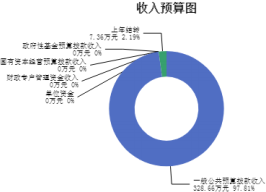 收入预算图
上年结转
7.36万元 2.19%
政府性基金预算拨款收入
0万元 0%
国有资本经营预算拨款收入
0万元 0%
财政专户管理资金收入
0万元 0%
单位资金
0万元 0%
一般公共预算拨款收入
328.66万元 97.81%